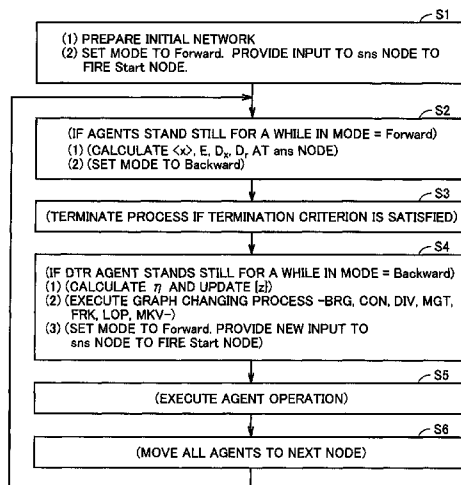 S1
(1) PREPARE INITIAL NETWORK
(2) SET MODE TO Forward. PROVIDE INPUT TO sns NODE TO
FIRE Start NODE.
S2
(IF AGENTS STAND STILL FOR A WHILE IN MODE = Forward)
(1) (CALCULATE <x>, E, Dx, Dr AT ans NODE)
(2) (SET MODE TO Backward)
S3
(TERMINATE PROCESS IF TERMINATION CRITERION IS SATISFIED)
S4
(IF DTR AGENT STANDS STILL FOR A WHILE IN MODE = Backward)
(1) (CALCULATE η AND UPDATE [z])
(2) (EXECUTE GRAPH CHANGING PROCESS -BRG, CON, DIV, MGT,
FRK, LOP, MKV-)
(3) (SET MODE TO Forward. PROVIDE NEW INPUT TO
sns NODE TO FIRE Start NODE)
S5
(EXECUTE AGENT OPERATION)
S6
(MOVE ALL AGENTS TO NEXT NODE)